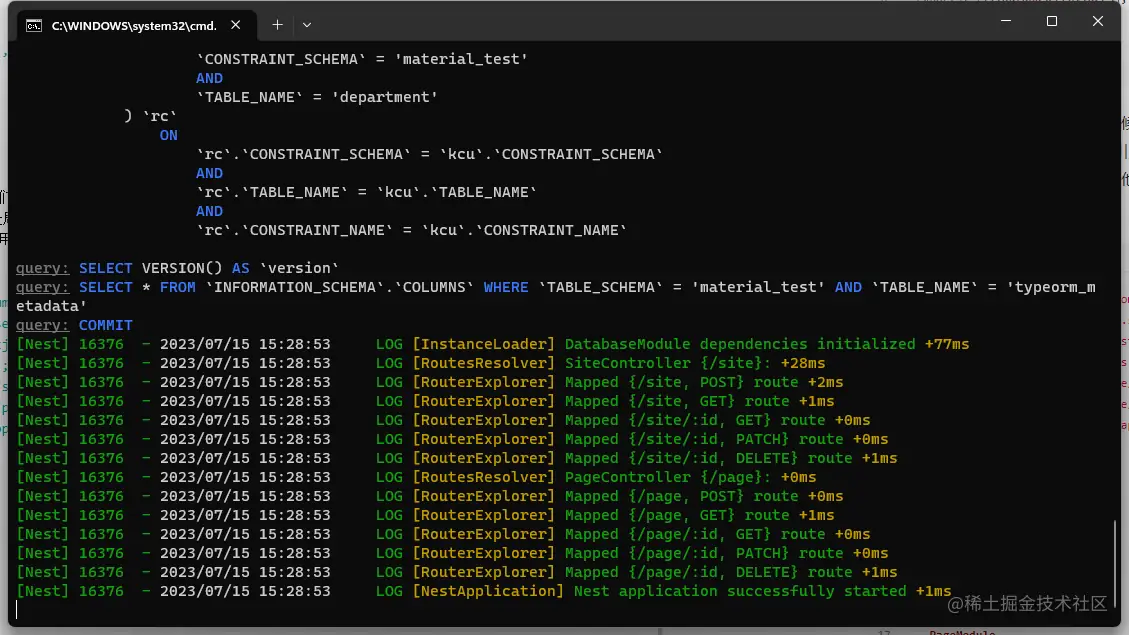 C:\WINDOWS\system32\cmd.
`CONSTRAINT_SCHEMA` = 'material_test'
AND
`TABLE_NAME` = 'department'
) `rc`
ON
`rc`.`CONSTRAINT_SCHEMA` = `kcu`.`CONSTRAINT_SCHEMA`
AND
`rc`.`TABLE_NAME` = `kcu`.`TABLE_NAME`
AND
`rc`.`CONSTRAINT_NAME` = `kcu`.`CONSTRAINT_NAME`
query: SELECT VERSION() AS `version`
query: SELECT * FROM `INFORMATION_SCHEMA`.`COLUMNS` WHERE `TABLE_SCHEMA` = 'material_test' AND `TABLE_NAME` = 'typeorm_m
etadata'
query: COMMIT
[Nest] 16376  - 2023/07/15 15:28:53     LOG [InstanceLoader] DatabaseModule dependencies initialized +77ms
[Nest] 16376  - 2023/07/15 15:28:53     LOG [RoutesResolver] SiteController {/site}: +28ms
[Nest] 16376  - 2023/07/15 15:28:53     LOG [RouterExplorer] Mapped {/site, POST} route +2ms
[Nest] 16376  - 2023/07/15 15:28:53     LOG [RouterExplorer] Mapped {/site, GET} route +1ms
[Nest] 16376  - 2023/07/15 15:28:53     LOG [RouterExplorer] Mapped {/site/:id, GET} route +0ms
[Nest] 16376  - 2023/07/15 15:28:53     LOG [RouterExplorer] Mapped {/site/:id, PATCH} route +0ms
[Nest] 16376  - 2023/07/15 15:28:53     LOG [RouterExplorer] Mapped {/site/:id, DELETE} route +1ms
[Nest] 16376  - 2023/07/15 15:28:53     LOG [RoutesResolver] PageController {/page}: +0ms
[Nest] 16376  - 2023/07/15 15:28:53     LOG [RouterExplorer] Mapped {/page, POST} route +0ms
[Nest] 16376  - 2023/07/15 15:28:53     LOG [RouterExplorer] Mapped {/page, GET} route +1ms
[Nest] 16376  - 2023/07/15 15:28:53     LOG [RouterExplorer] Mapped {/page/:id, GET} route +0ms
[Nest] 16376  - 2023/07/15 15:28:53     LOG [RouterExplorer] Mapped {/page/:id, PATCH} route +0ms
[Nest] 16376  - 2023/07/15 15:28:53     LOG [RouterExplorer] Mapped {/page/:id, DELETE} route +1ms
[Nest] 16376  - 2023/07/15 15:28:53     LOG [NestApplication] Nest application successfully started +1ms
@稀土掘金技术社区